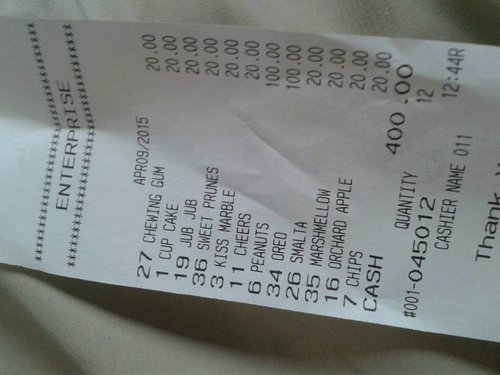 ************************
ENTERPRISE
************************
APR09/2015
27 CHEWING GUM 20.00
1 CUP CAKE 20.00
19 JUB JUB 20.00
36 SWEET PRUNES 20.00
3 KISS MARBLE 20.00
11 CHEERS 20.00
6 PEANUTS 100.00
34 OREO 100.00
26 SMALTA 20.00
35 MARSHMELLOW 20.00
16 ORCHARD APPLE 20.00
7 CHIPS 20.00
CASH 400.00
QUANTITY 12
#001-045012 12:44R
CASHIER NAME 011
Thank